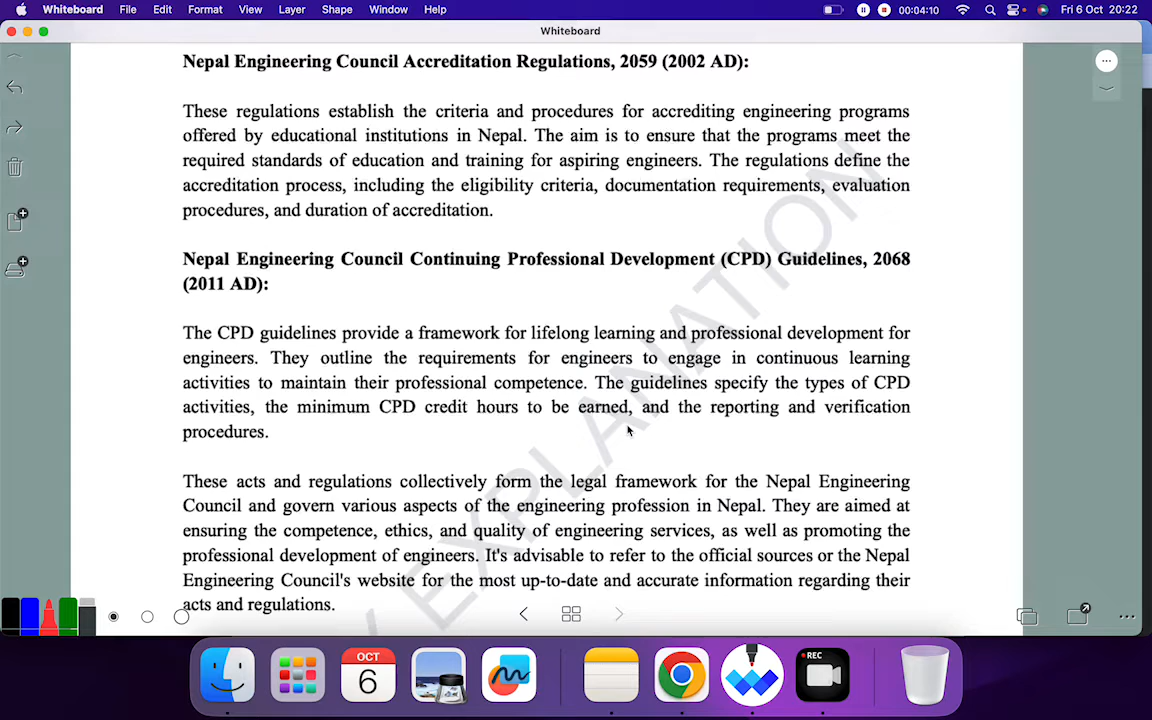 Whiteboard File Edit Format View Layer Shape Window Help 00:04:10 Fri 6 Oct 20:22
Whiteboard
Nepal Engineering Council Accreditation Regulations, 2059 (2002 AD):
These regulations establish the criteria and procedures for accrediting engineering programs
offered by educational institutions in Nepal. The aim is to ensure that the programs meet the
required standards of education and training for aspiring engineers. The regulations define the
accreditation process, including the eligibility criteria, documentation requirements, evaluation
procedures, and duration of accreditation.
Nepal Engineering Council Continuing Professional Development (CPD) Guidelines, 2068
(2011 AD):
The CPD guidelines provide a framework for lifelong learning and professional development for
engineers. They outline the requirements for engineers to engage in continuous learning
activities to maintain their professional competence. The guidelines specify the types of CPD
activities, the minimum CPD credit hours to be earned, and the reporting and verification
procedures.
These acts and regulations collectively form the legal framework for the Nepal Engineering
Council and govern various aspects of the engineering profession in Nepal. They are aimed at
ensuring the competence, ethics, and quality of engineering services, as well as promoting the
professional development of engineers. It's advisable to refer to the official sources or the Nepal
Engineering Council's website for the most up-to-date and accurate information regarding their
acts and regulations.
EXPLANATION
OCT
6
REC